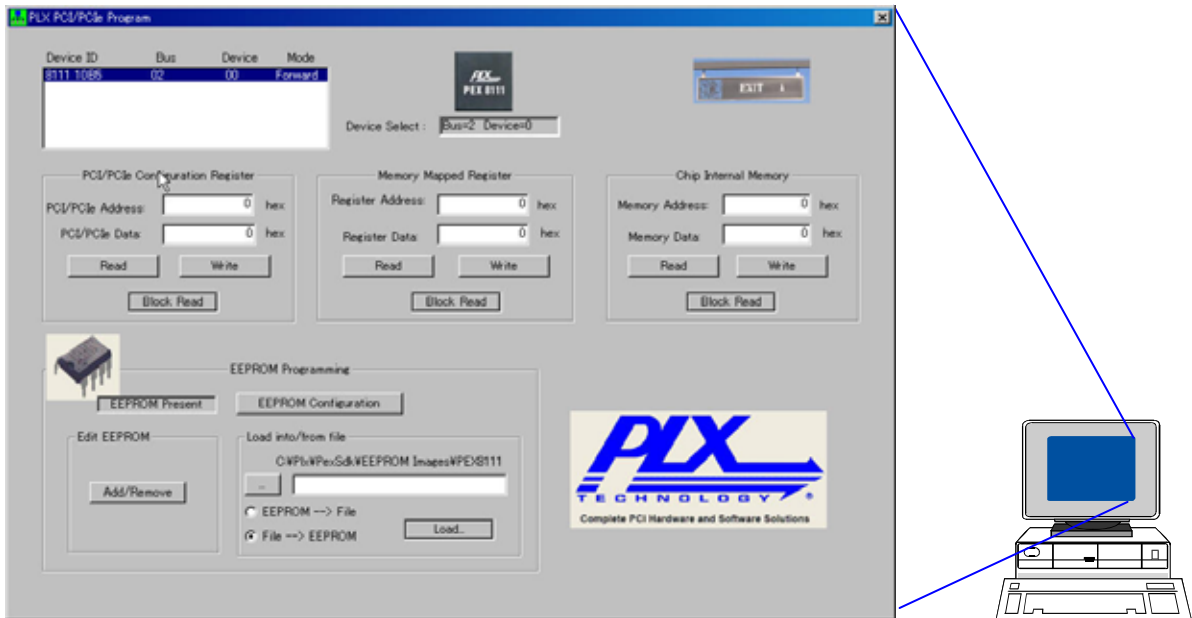 PLX PCI/PCIe Program
Device ID Bus Device Mode
8111 10B5 02 00 Forward
PLX
PEX 8111
EXIT
Device Select : Bus=2 Device=0
PCI/PCIe Configuration Register
PCI/PCIe Address: 0 hex
PCI/PCIe Data: 0 hex
Read Write
Block Read
Memory Mapped Register
Register Address: 0 hex
Register Data: 0 hex
Read Write
Block Read
Chip Internal Memory
Memory Address: 0 hex
Memory Data: 0 hex
Read Write
Block Read
EEPROM Programming
EEPROM Present EEPROM Configuration
Edit EEPROM
Add/Remove
Load into/from file
C:¥Plx¥PexSdk¥EEPROM Images¥PEX8111
...
EEPROM --> File
File --> EEPROM
Load...
PLX
TECHNOLOGY ®
Complete PCI Hardware and Software Solutions